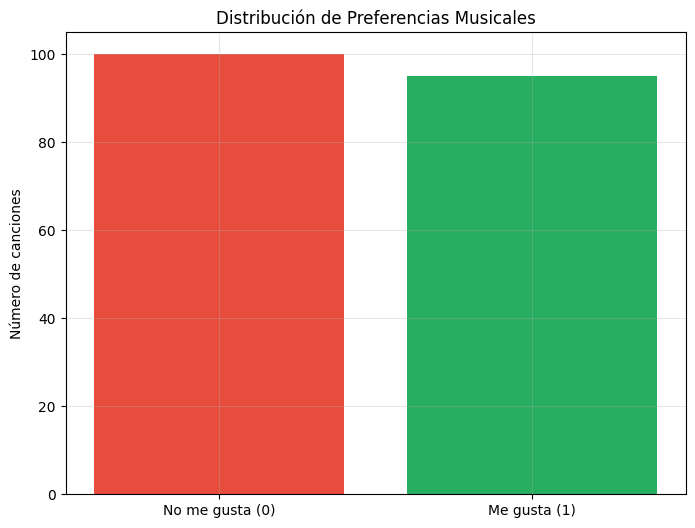 Distribución de Preferencias Musicales
Número de canciones
100
80
60
40
20
0
No me gusta (0)
Me gusta (1)